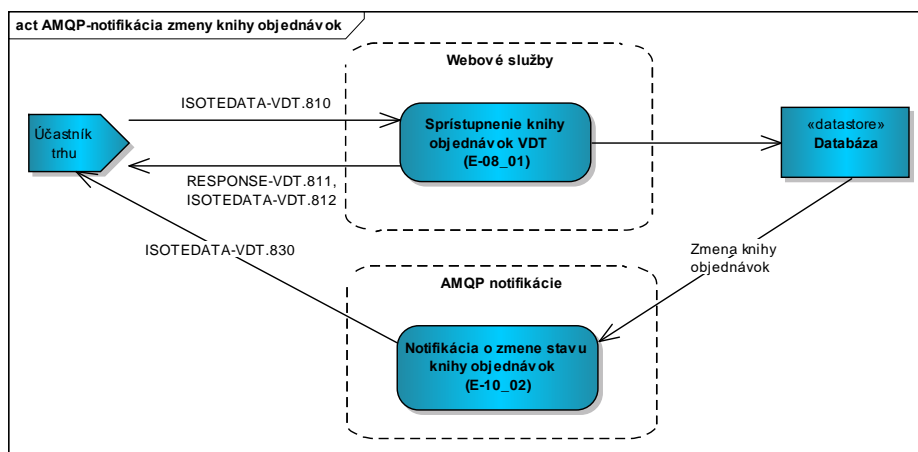 act AMQP-notifikácia zmeny knihy objednávok
Webové služby
ISOTEDATA-VDT.810
Účastník
trhu
Sprístupnenie knihy
objednávok VDT
(E-08_01)
«datastore»
Databáza
RESPONSE-VDT.811,
ISOTEDATA-VDT.812
ISOTEDATA-VDT.830
Zmena knihy
objednávok
AMQP notifikácie
Notifikácia o zmene stavu
knihy objednávok
(E-10_02)